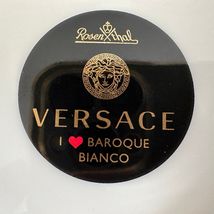 Rosenthal
VERSACE
I ❤ BAROQUE
BIANCO